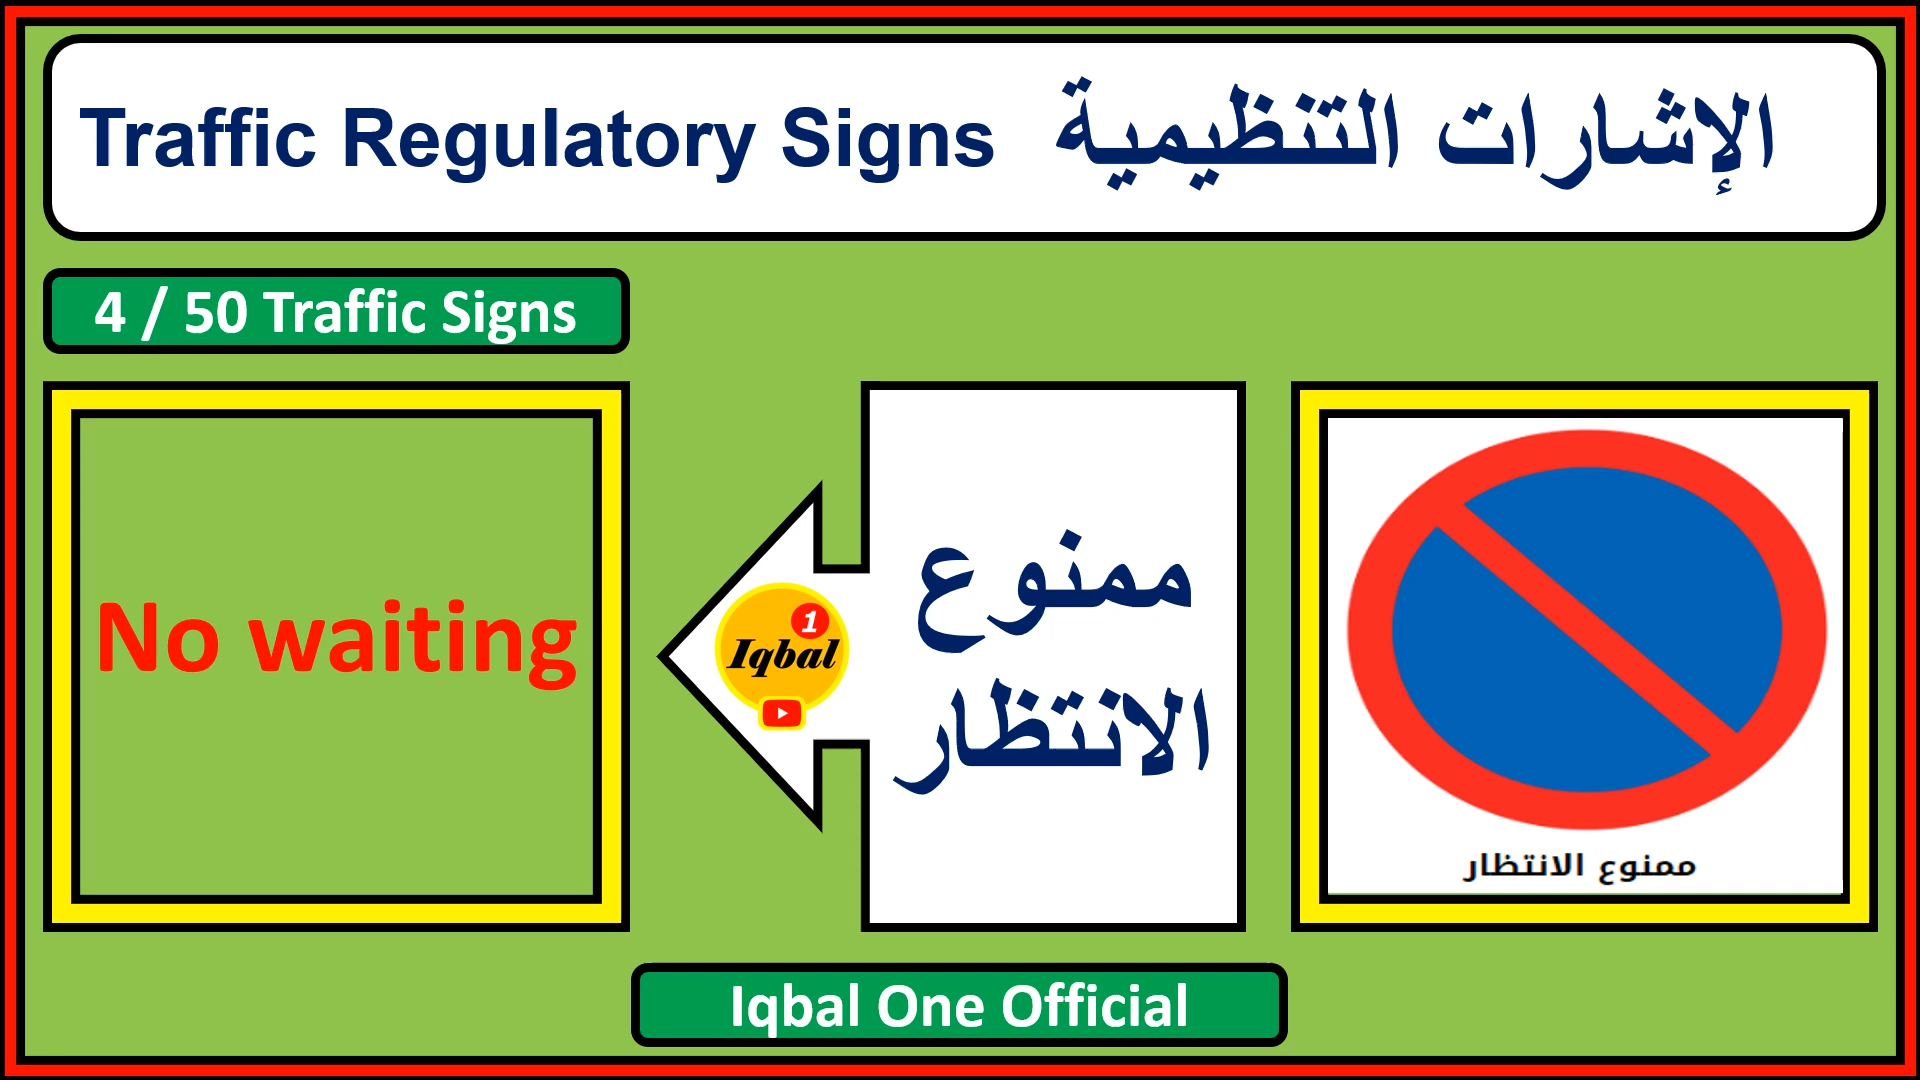 Traffic Regulatory Signs الإشارات التنظيمية
4 / 50 Traffic Signs
No waiting
1
Iqbal
ممنوع
الانتظار
ممنوع الانتظار
Iqbal One Official